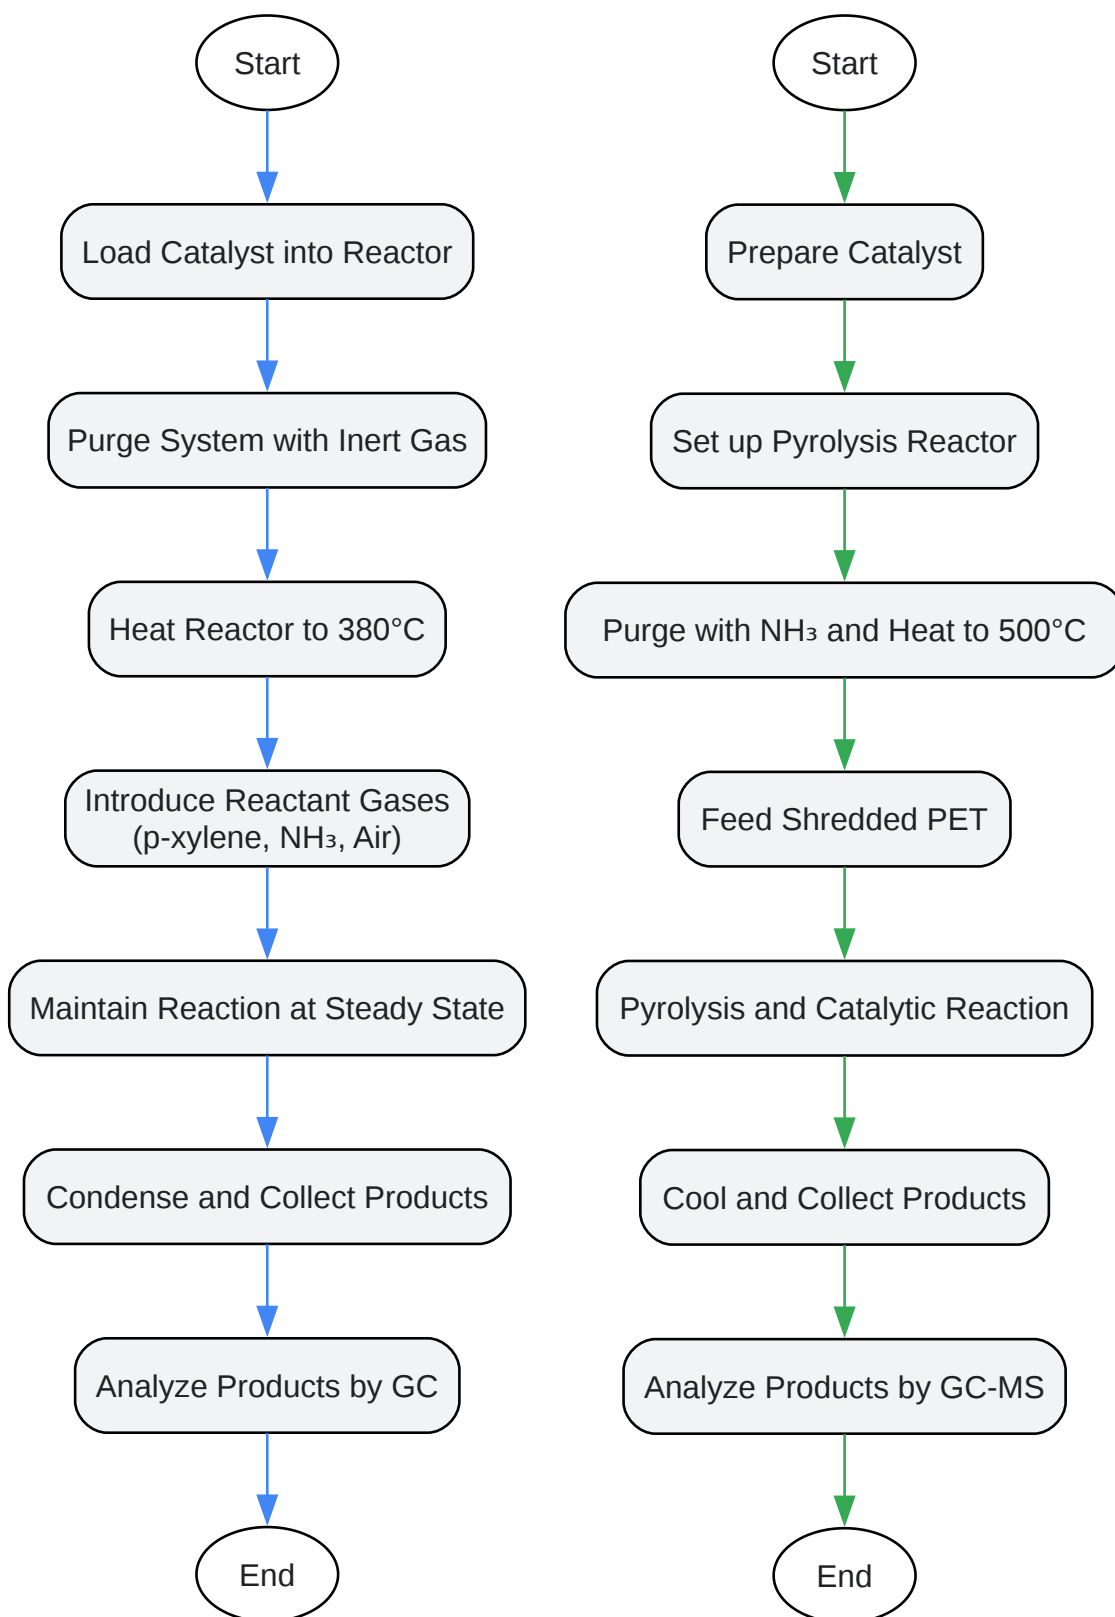 Start
Load Catalyst into Reactor
Purge System with Inert Gas
Heat Reactor to 380°C
Introduce Reactant Gases
(p-xylene, NH₃, Air)
Maintain Reaction at Steady State
Condense and Collect Products
Analyze Products by GC
End
Start
Prepare Catalyst
Set up Pyrolysis Reactor
Purge with NH₃ and Heat to 500°C
Feed Shredded PET
Pyrolysis and Catalytic Reaction
Cool and Collect Products
Analyze Products by GC-MS
End